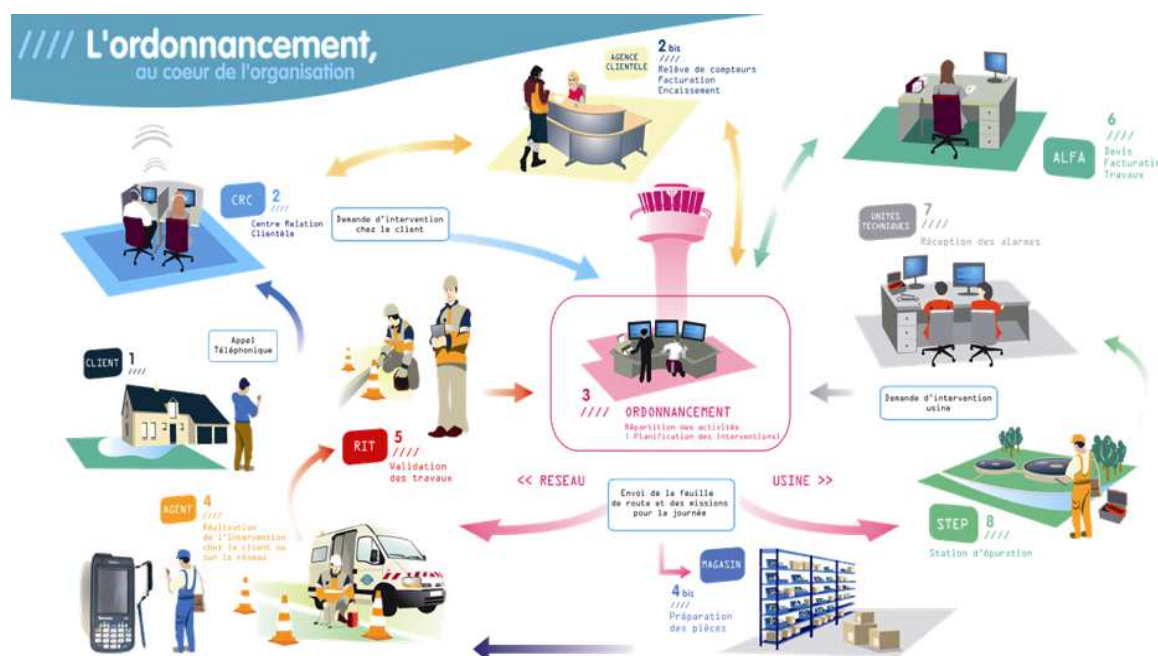 //// L'ordonnancement,
au coeur de l'organisation
AGENCE
CLIENTELE
2 bis
////
Relève de compteurs
Facturation
Encaissement
6
////
ALFA
Devis
Facturati
Travaux
CRC
2
////
Centre Relation
Clientèle
Demande d'intervention
chez le client
UNITES
TECHNIQUES
7
////
Réception des alarmes
Appel
Téléphonique
CLIENT
1
////
3
//// ORDONNANCEMENT
Répartition des activités
( Planification des Interventions)
Demande d'intervention
usine
RIT
5
////
Validation
des travaux
<< RESEAU
USINE >>
Envoi de la feuille
de route et des missions
pour la journée
AGENT
4
////
Réalisation
de l'intervention
chez le client ou
sur le réseau
STEP
8
////
Station d'épuration
MAGASIN
4 bis
////
Préparation
des pièces